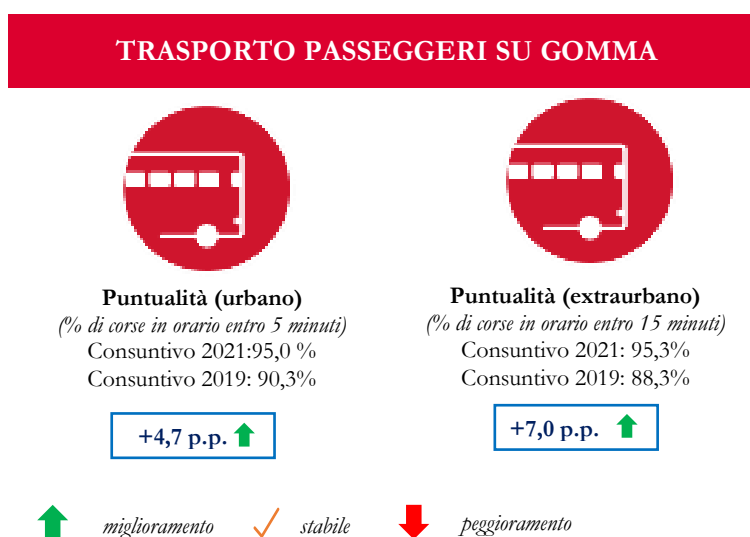 TRASPORTO PASSEGGERI SU GOMMA
Puntualità (urbano)
(% di corse in orario entro 5 minuti)
Consuntivo 2021:95,0 %
Consuntivo 2019: 90,3%
+4,7 p.p.
Puntualità (extraurbano)
(% di corse in orario entro 15 minuti)
Consuntivo 2021: 95,3%
Consuntivo 2019: 88,3%
+7,0 p.p.
miglioramento
stabile
peggioramento